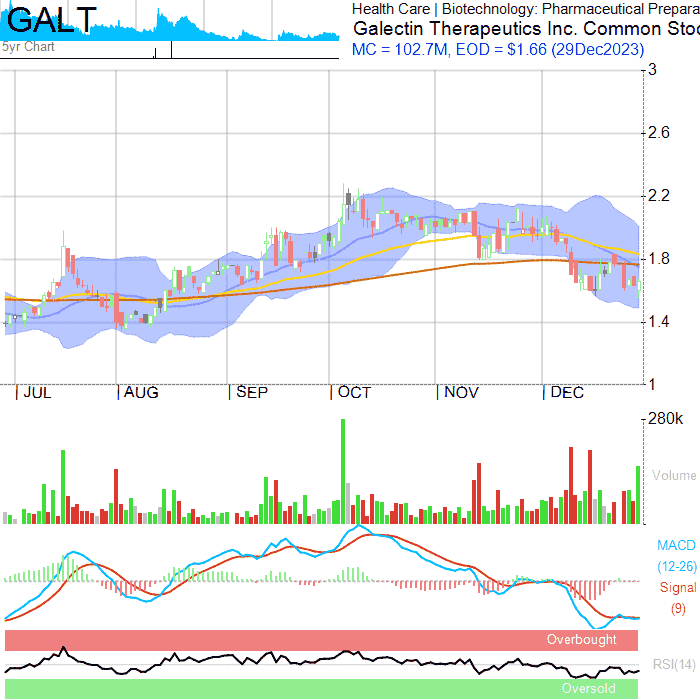 GALT
5yr Chart
Health Care | Biotechnology: Pharmaceutical Prepara
Galectin Therapeutics Inc. Common Stoc
MC = 102.7M, EOD = $1.66 (29Dec2023)
3
2.6
2.2
1.8
1.4
1
JUL
AUG
SEP
OCT
NOV
DEC
280k
Volume
MACD
(12-26)
Signal
(9)
Overbought
RSI(14)
Oversold